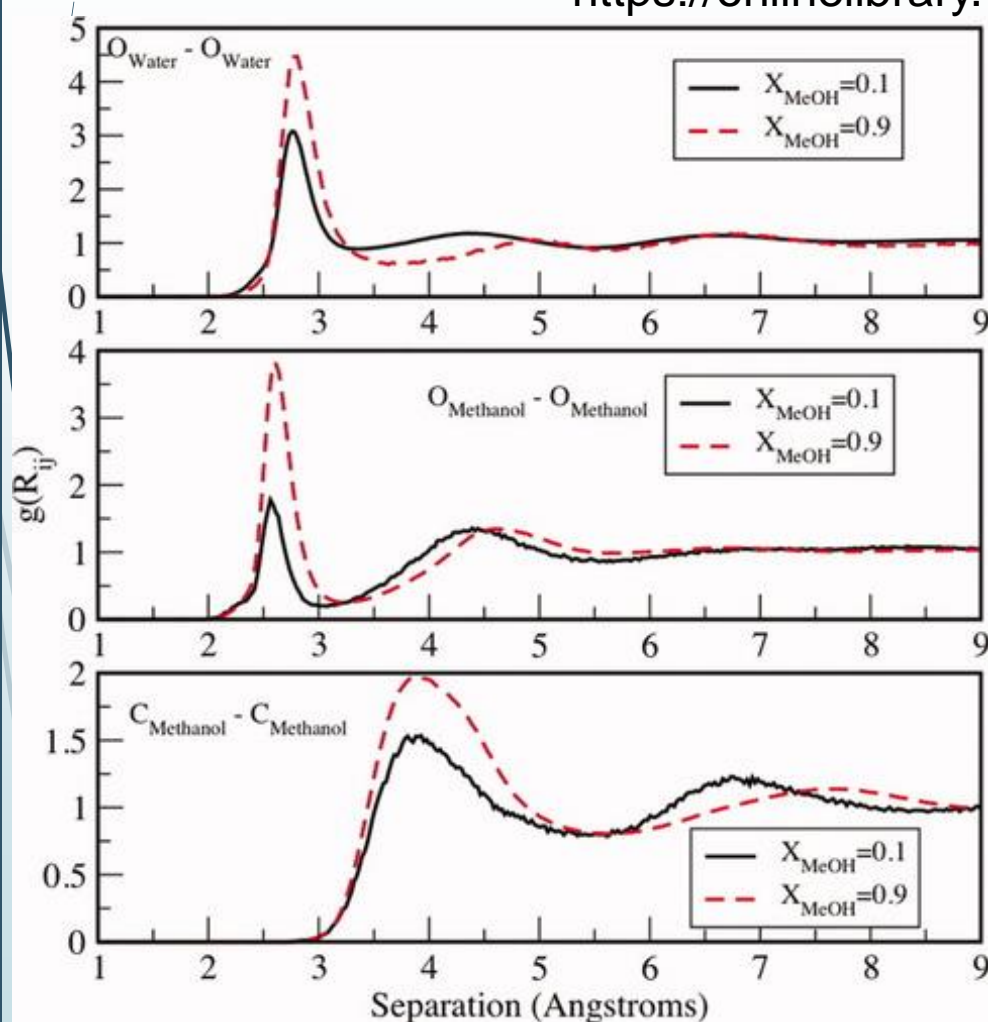 https://onlinelibrary.
5
4
3
2
1
0
O_Water - O_Water
X_MeOH=0.1
X_MeOH=0.9
1 2 3 4 5 6 7 8 9
4
3
2
1
0
O_Methanol - O_Methanol
X_MeOH=0.1
X_MeOH=0.9
1 2 3 4 5 6 7 8 9
g(R_ij)
2
1.5
1
0.5
0
C_Methanol - C_Methanol
X_MeOH=0.1
X_MeOH=0.9
1 2 3 4 5 6 7 8 9
Separation (Angstroms)